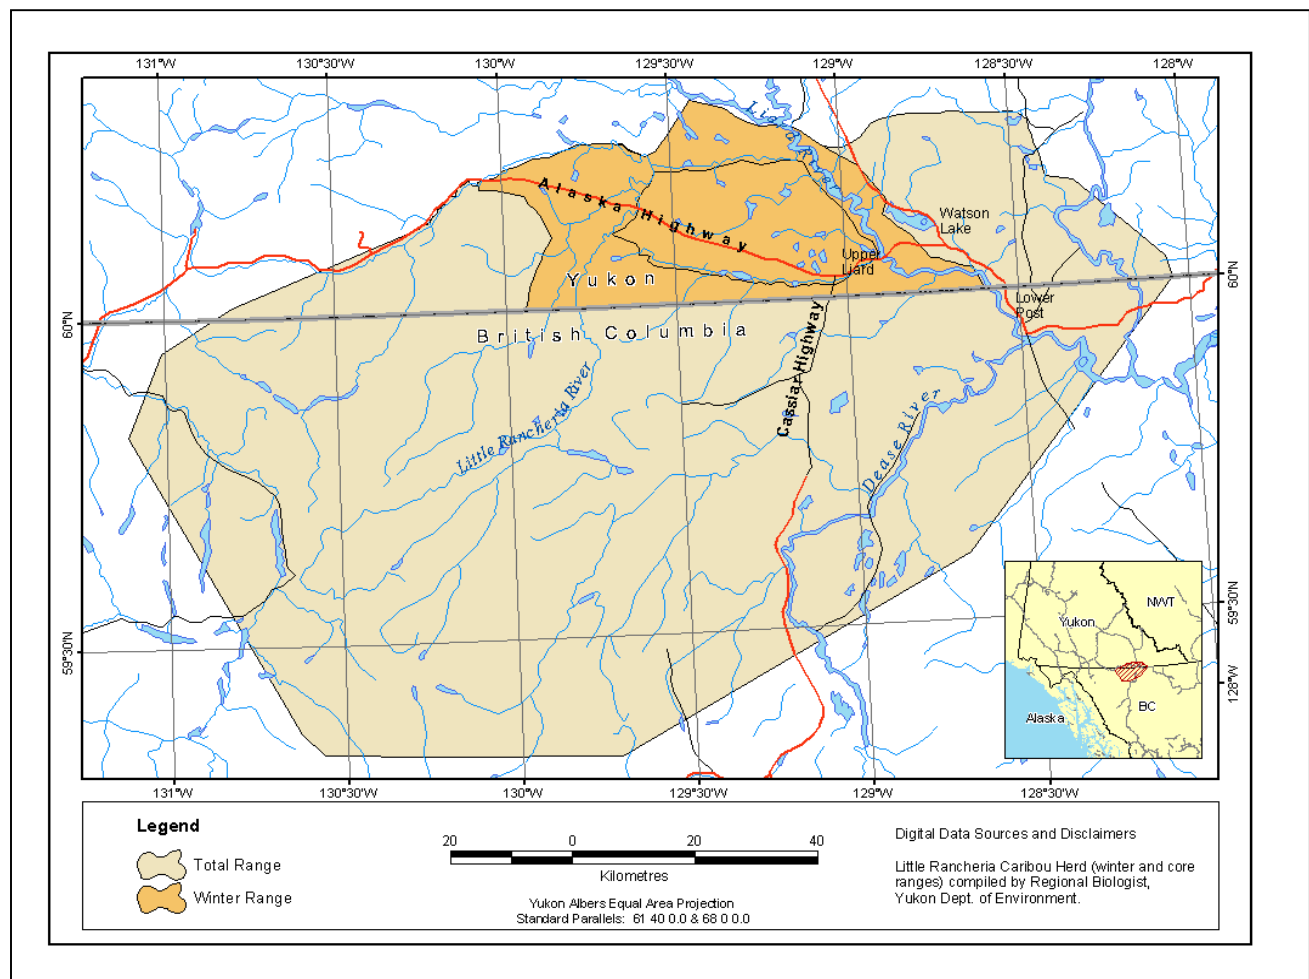 131°W 130°30'W 130°W 129°30'W 129°W 128°30'W 128°W
Liard River
Alaska Highway
Watson
Lake
Upper
Liard
Yukon
60°N
60°N
Lower
Post
British Columbia
Cassiar Highway
Little Rancheria River
Dease River
59°30'N
59°30'N
128°W
NWT
Yukon
BC
Alaska
131°W 130°30'W 130°W 129°30'W 129°W 128°30'W
Legend
Total Range
Winter Range
20 0 20 40
Kilometres
Yukon Albers Equal Area Projection
Standard Parallels: 61 40 0.0 & 68 0 0.0
Digital Data Sources and Disclaimers
Little Rancheria Caribou Herd (winter and core
ranges) compiled by Regional Biologist,
Yukon Dept. of Environment.